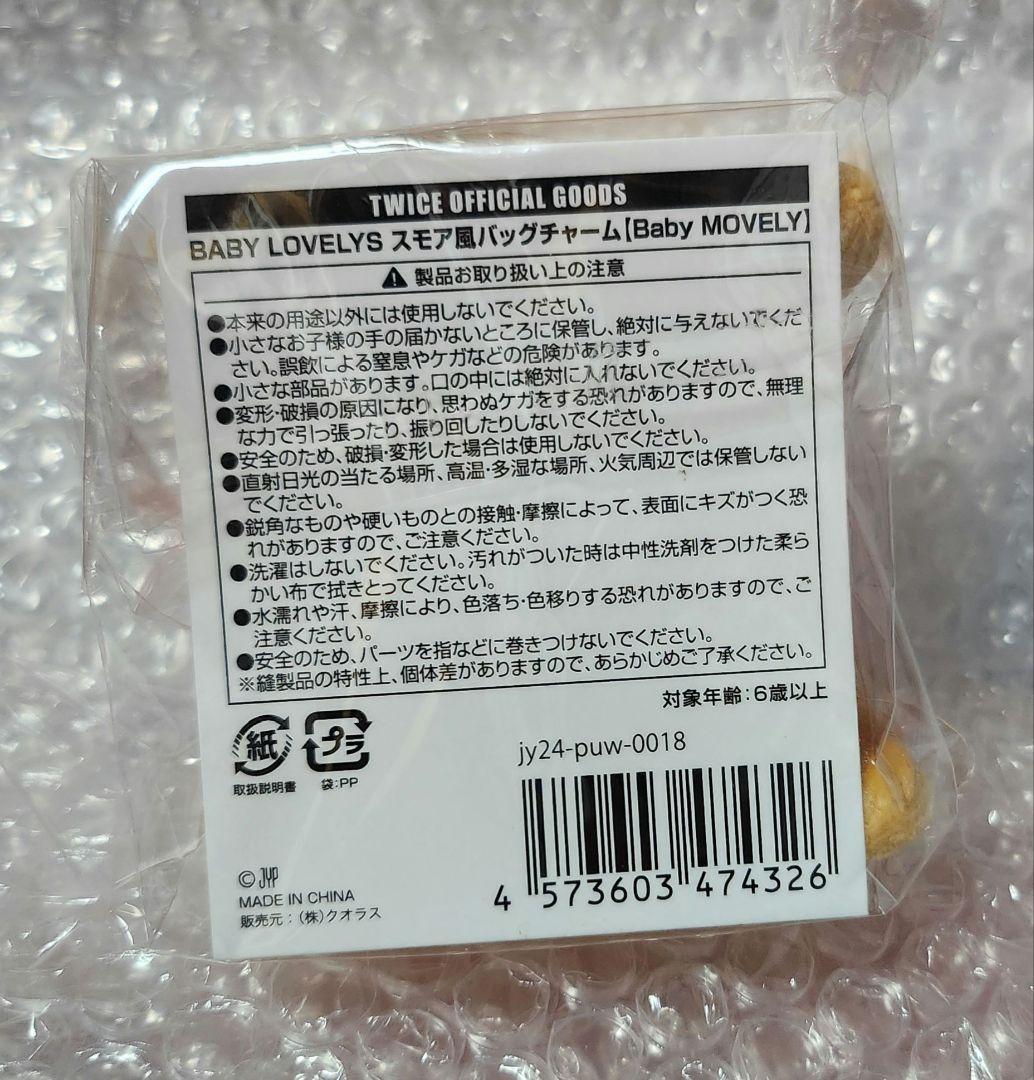 TWICE OFFICIAL GOODS
BABY LOVELYS スモア風バッグチャーム【Baby MOVELY】
製品お取り扱い上の注意
●本来の用途以外には使用しないでください。
●小さなお子様の手の届かないところに保管し、絶対に与えないでくだ
さい。誤飲による窒息やケガなどの危険があります。
●小さな部品があります。口の中には絶対に入れないでください。
●変形・破損の原因になり、思わぬケガをする恐れがありますので、無理
な力で引っ張ったり、振り回したりしないでください。
●安全のため、破損・変形した場合は使用しないでください。
●直射日光の当たる場所、高温・多湿な場所、火気周辺では保管しない
でください。
●鋭角なものや硬いものとの接触・摩擦によって、表面にキズがつく恐
れがありますので、ご注意ください。
●洗濯はしないでください。汚れがついた時は中性洗剤をつけた柔ら
かい布で拭きとってください。
●水濡れや汗、摩擦により、色落ち・色移りする恐れがありますので、ご
注意ください。
●安全のため、パーツを指などに巻きつけないでください。
※縫製品の特性上、個体差がありますので、あらかじめご了承ください。
対象年齢：6歳以上
紙 プラ
取扱説明書 袋：PP
jy24-puw-0018
4 573603 474326
© JYP
MADE IN CHINA
販売元：（株）クオラス